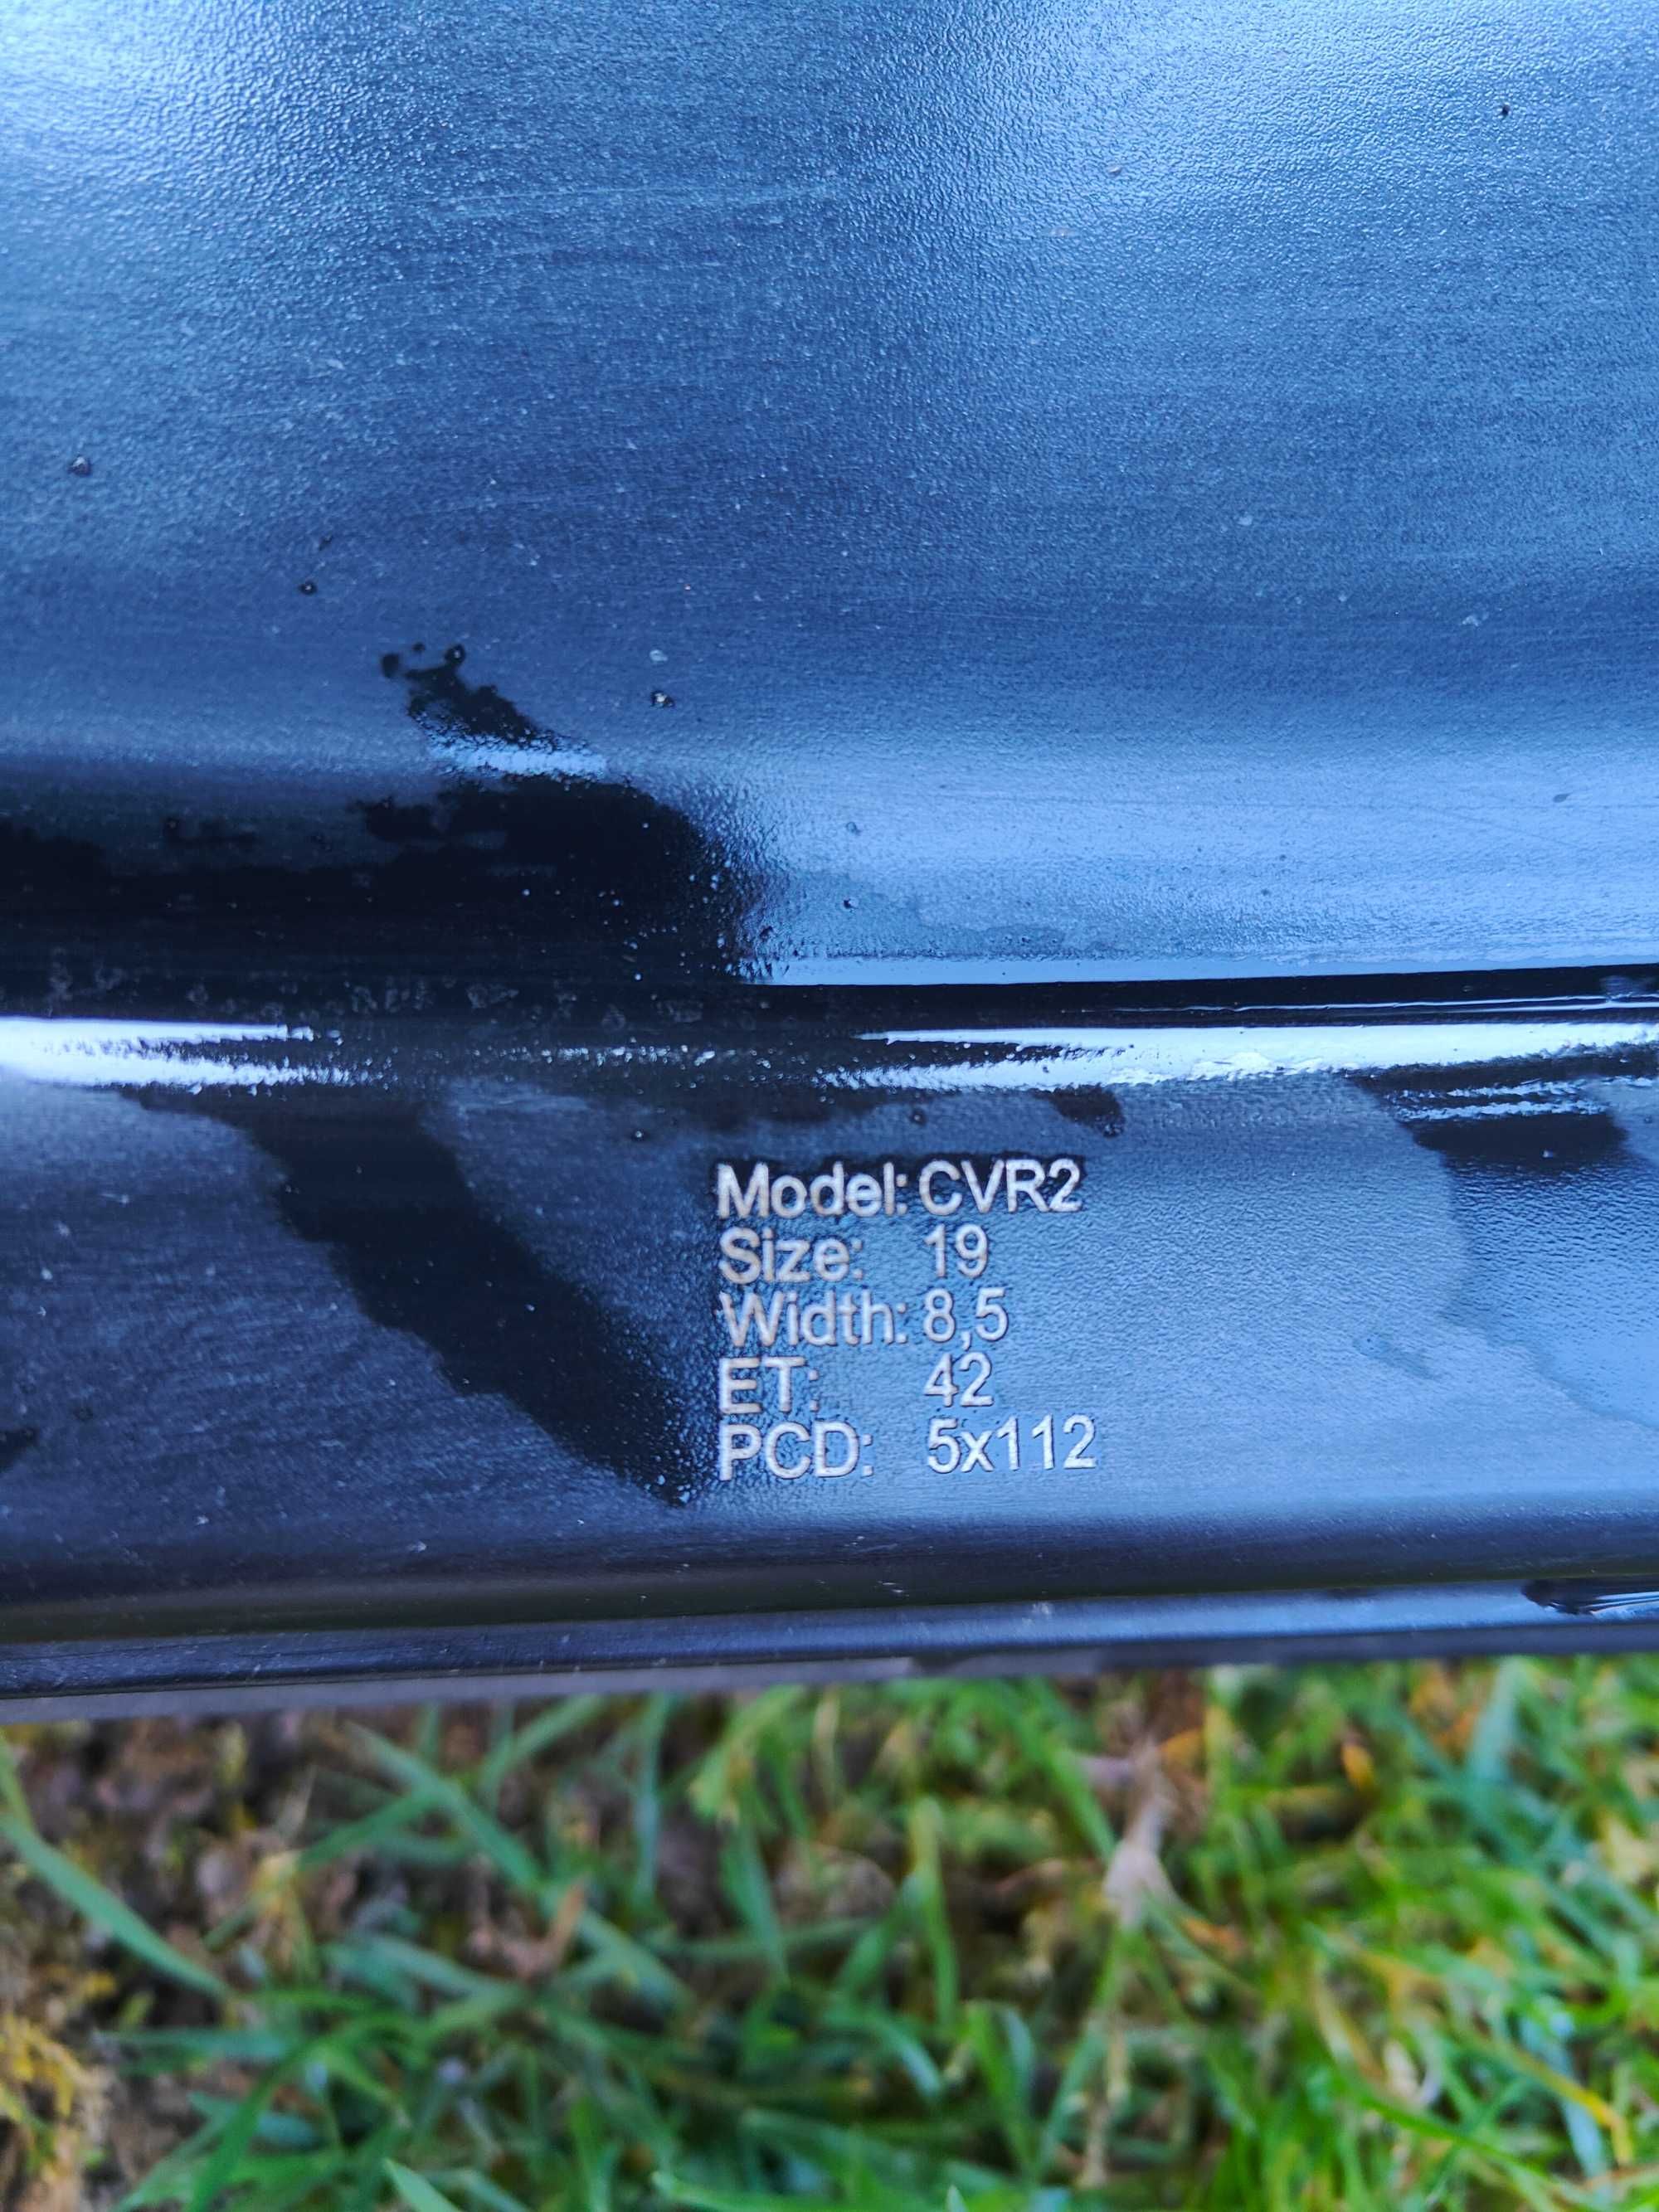 Model: CVR2
Size: 19
Width: 8,5
ET: 42
PCD: 5x112